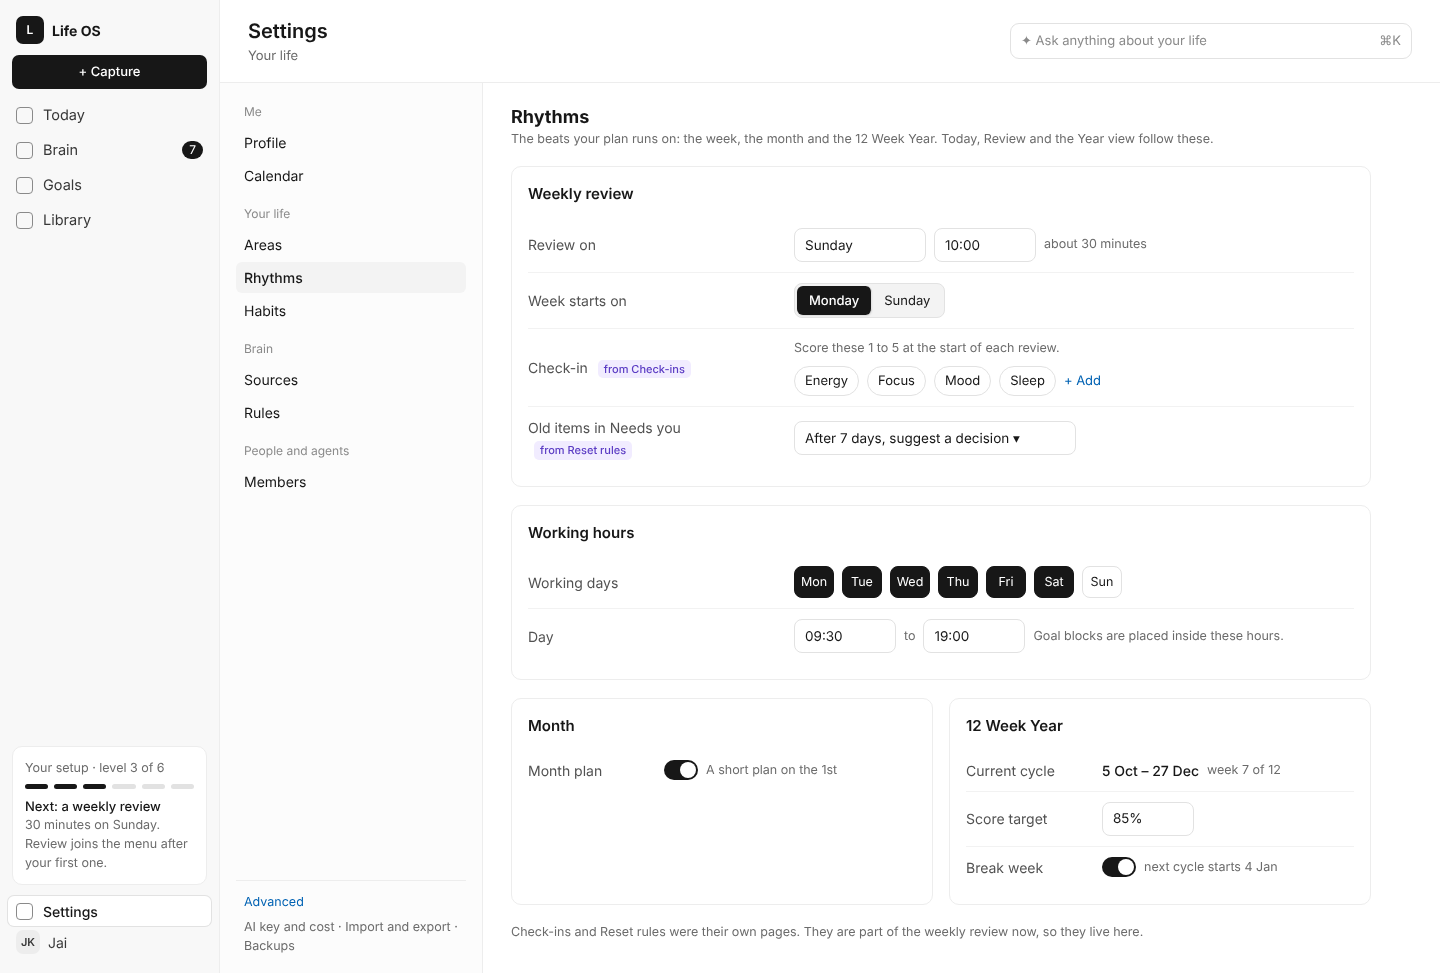 L Life OS
+ Capture
Today
Brain 7
Goals
Library
Your setup · level 3 of 6
Next: a weekly review
30 minutes on Sunday.
Review joins the menu after
your first one.
Settings
JK Jai
Settings
Your life
✦ Ask anything about your life ⌘K
Me
Profile
Calendar
Your life
Areas
Rhythms
Habits
Brain
Sources
Rules
People and agents
Members
Advanced
AI key and cost · Import and export ·
Backups
Rhythms
The beats your plan runs on: the week, the month and the 12 Week Year. Today, Review and the Year view follow these.
Weekly review
Review on Sunday 10:00 about 30 minutes
Week starts on Monday Sunday
Score these 1 to 5 at the start of each review.
Check-in from Check-ins
Energy Focus Mood Sleep + Add
Old items in Needs you
from Reset rules
After 7 days, suggest a decision ▾
Working hours
Working days Mon Tue Wed Thu Fri Sat Sun
Day 09:30 to 19:00 Goal blocks are placed inside these hours.
Month
Month plan A short plan on the 1st
12 Week Year
Current cycle 5 Oct – 27 Dec week 7 of 12
Score target 85%
Break week next cycle starts 4 Jan
Check-ins and Reset rules were their own pages. They are part of the weekly review now, so they live here.